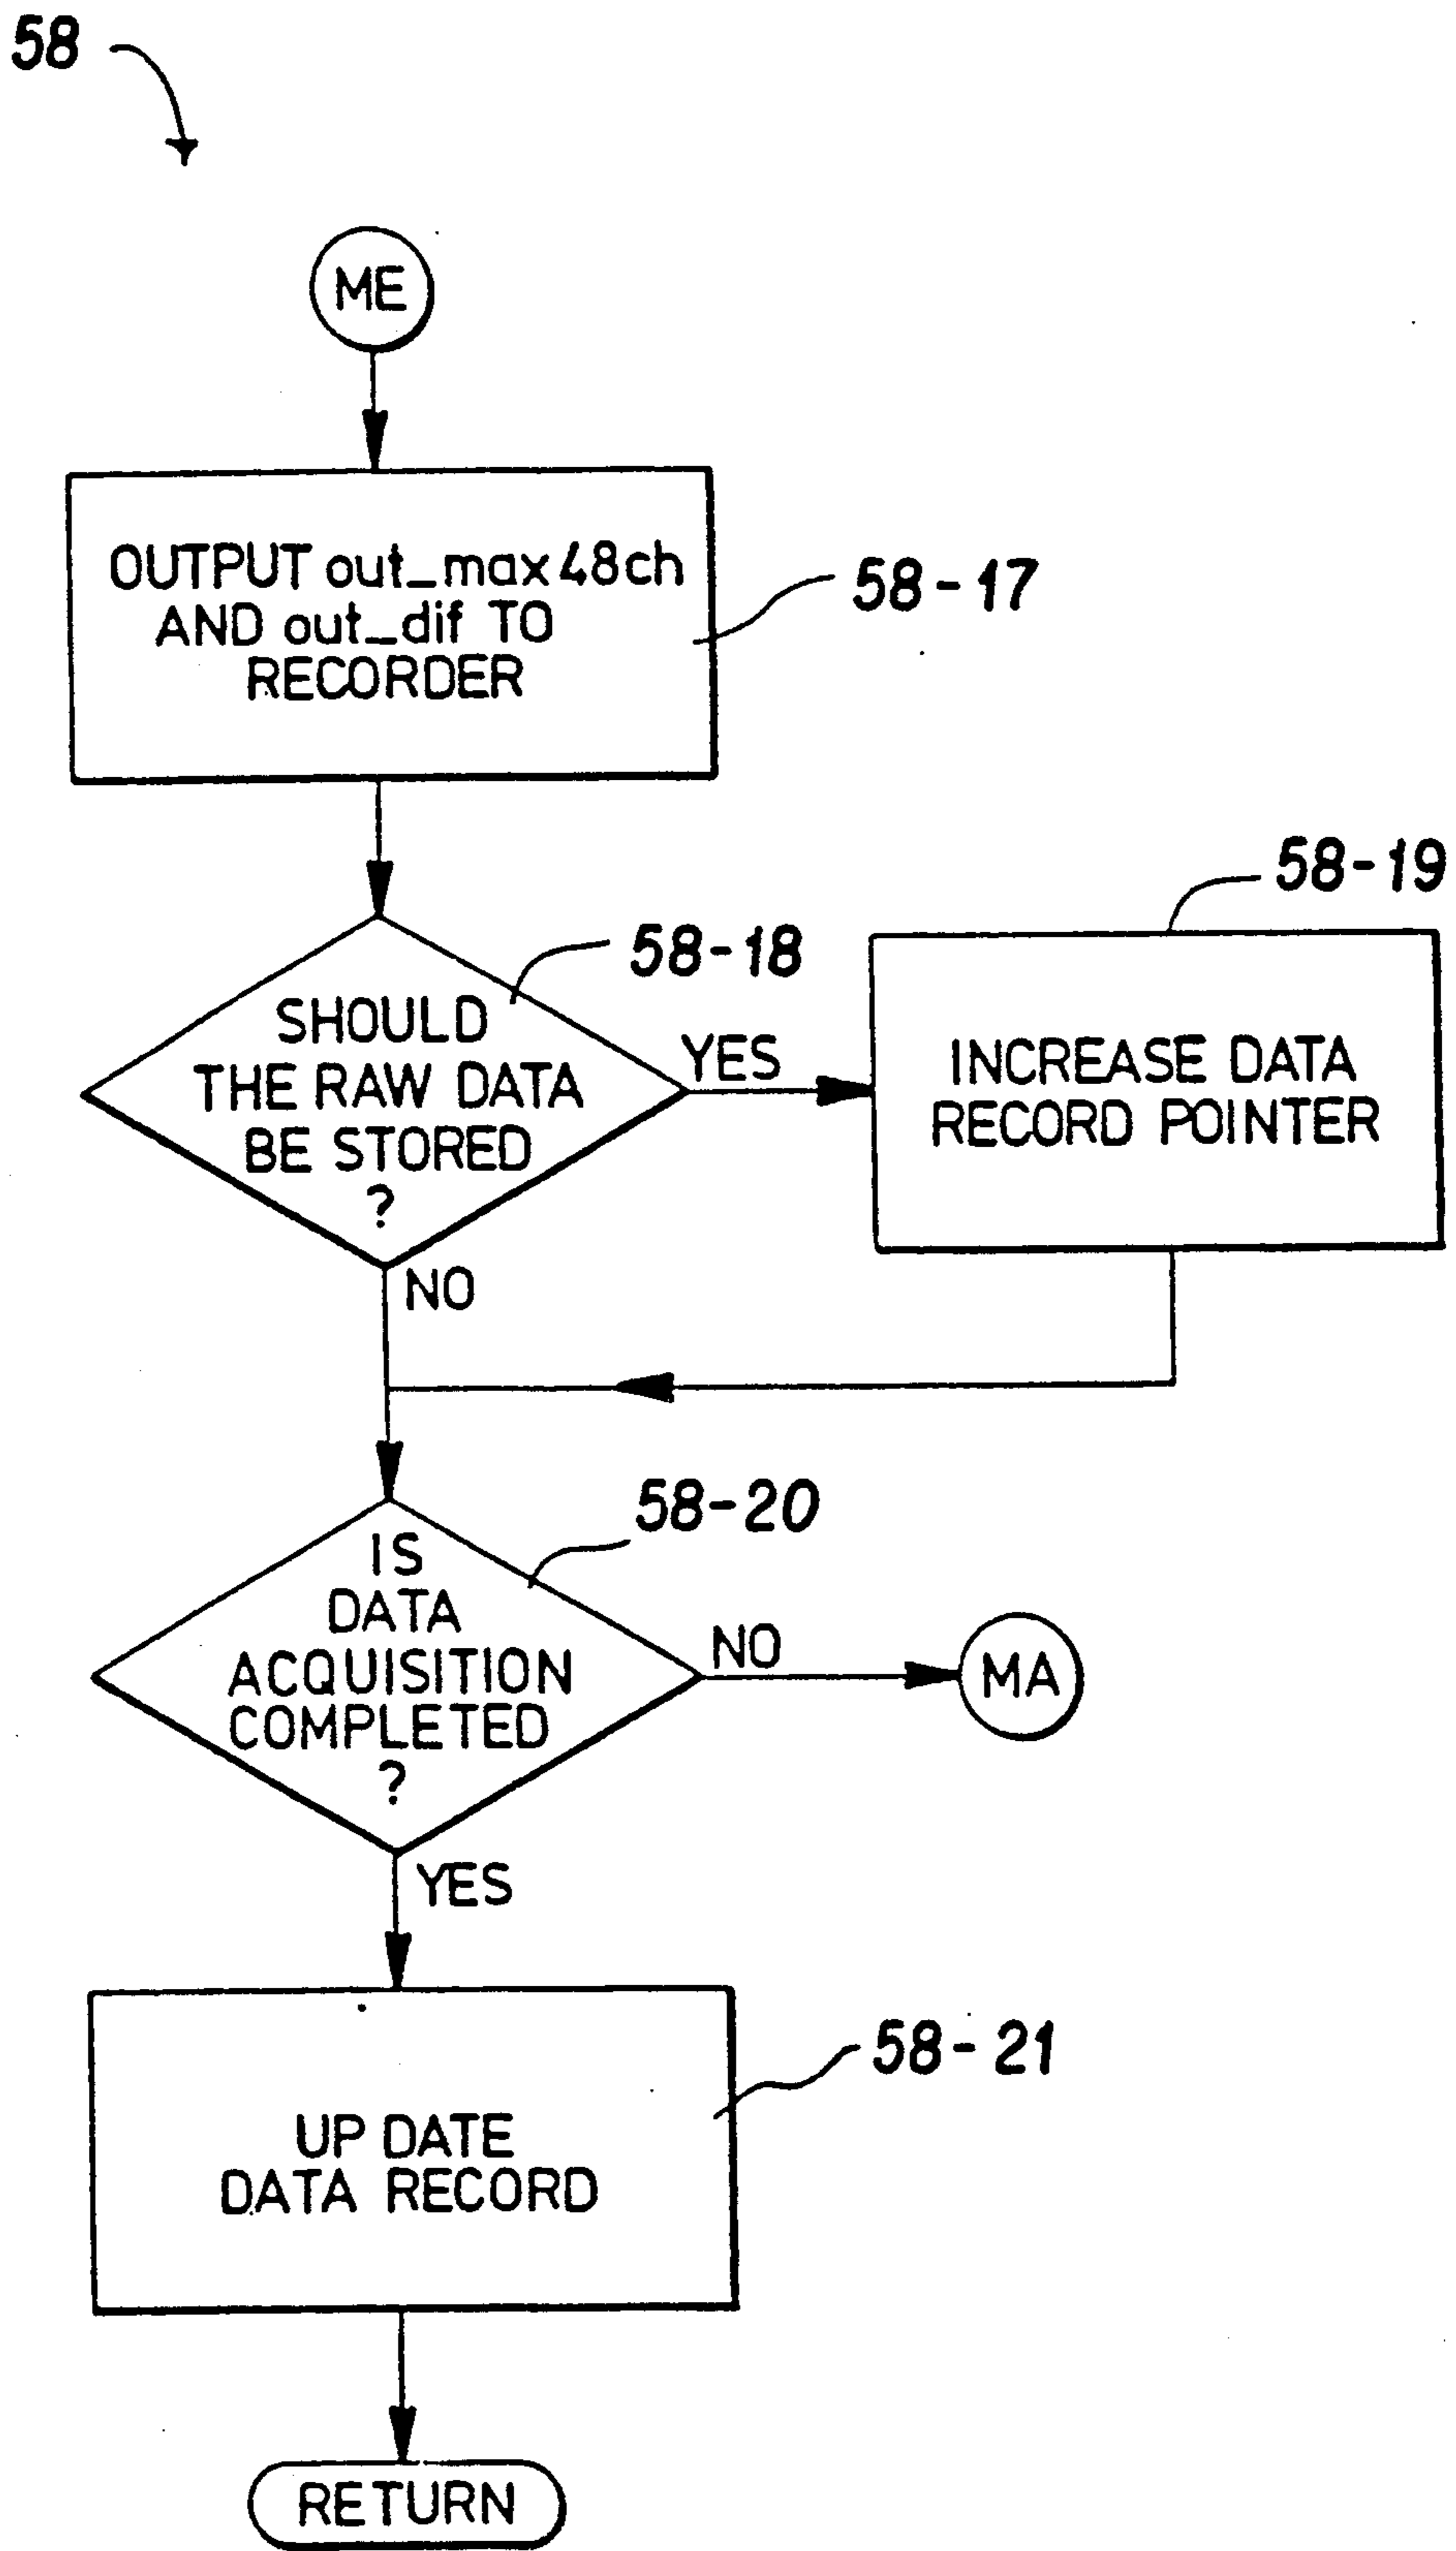 58
ME
OUTPUT out_max48ch
AND out_dif TO
RECORDER
58-17
58-18
SHOULD
THE RAW DATA
BE STORED
?
YES
NO
58-19
INCREASE DATA
RECORD POINTER
58-20
IS
DATA
ACQUISITION
COMPLETED
?
NO
MA
YES
58-21
UP DATE
DATA RECORD
RETURN